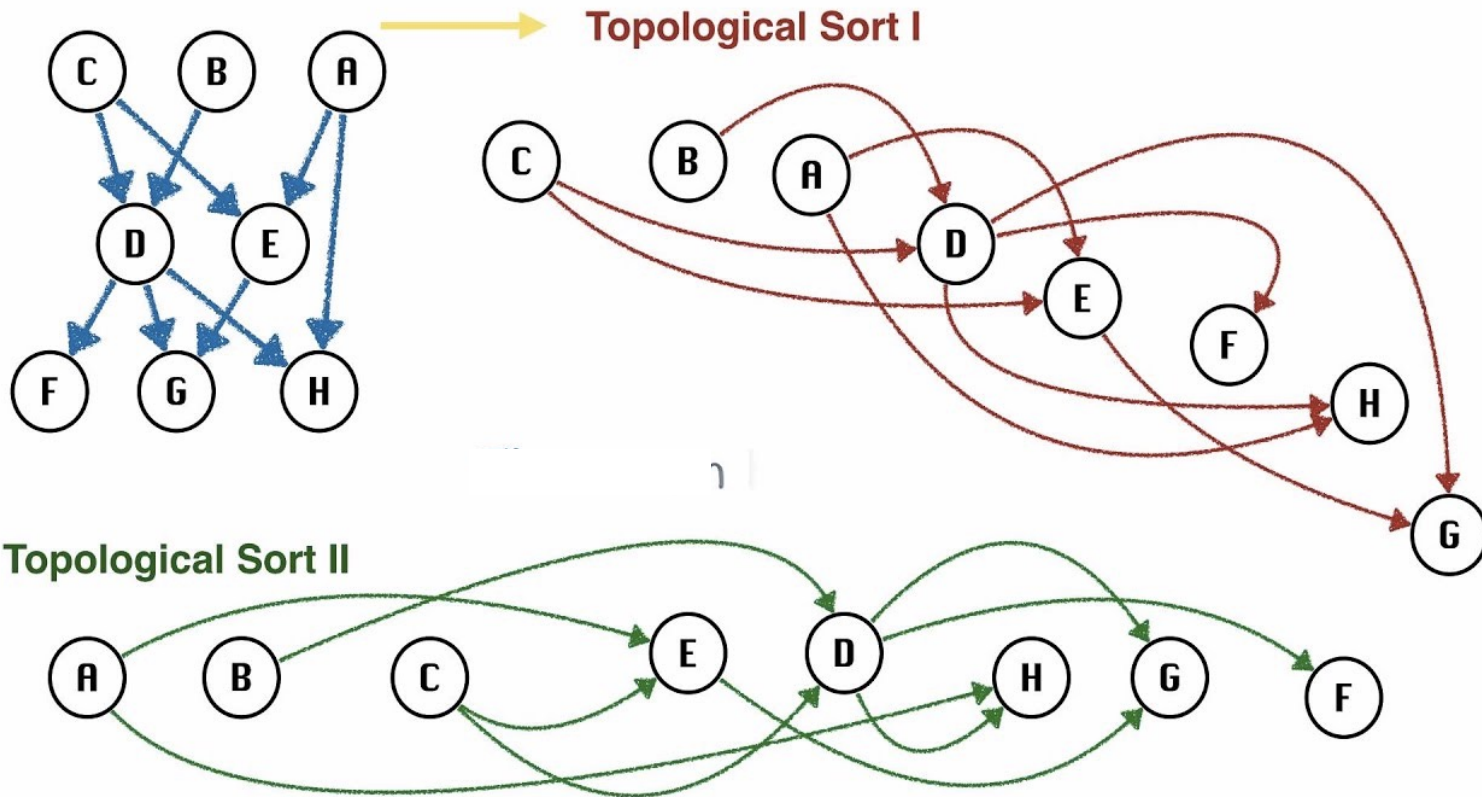 Topological Sort I
C B A
D E
F G H
C B A D E F H G
Topological Sort II
A B C E D H G F